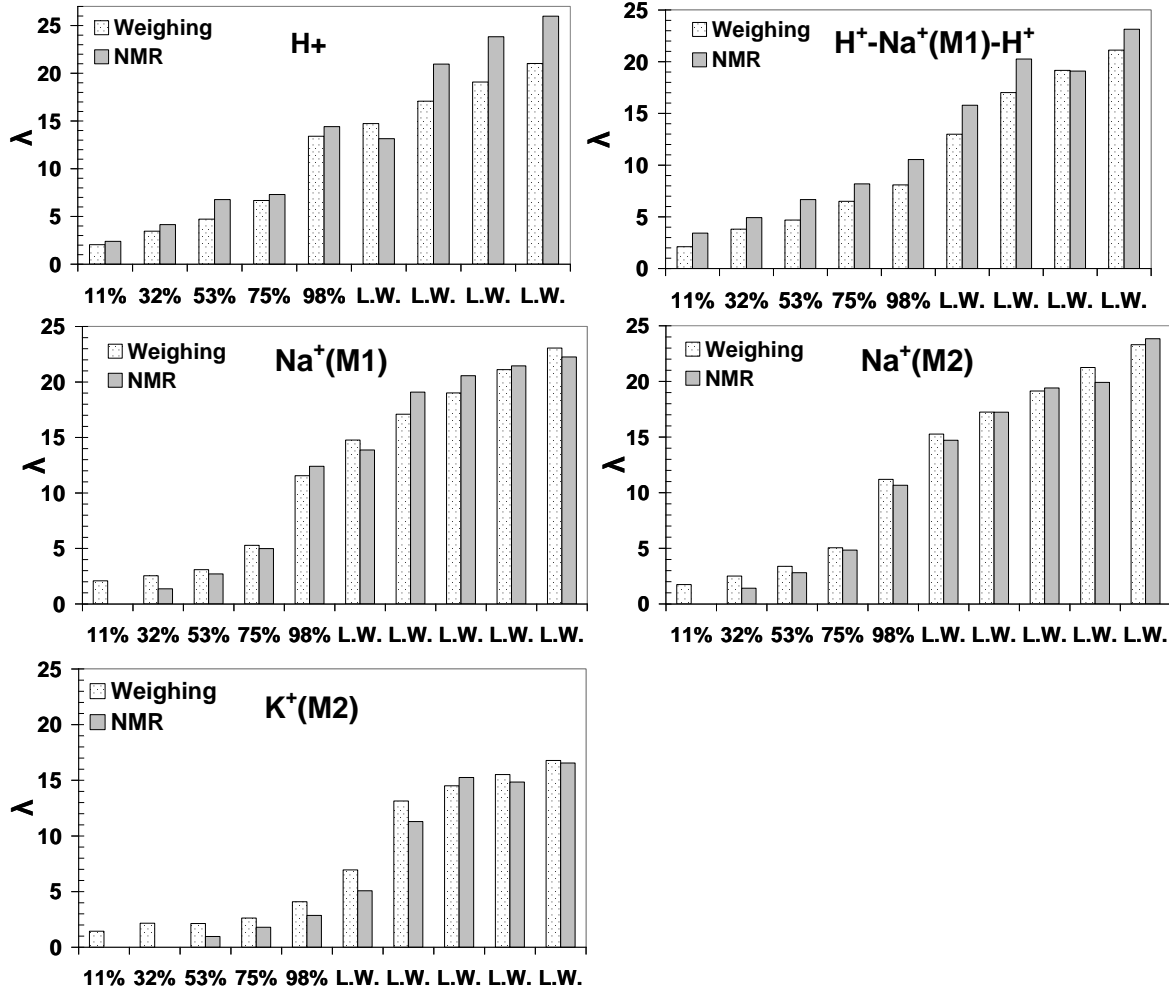 H+
Weighing
NMR
λ
25
20
15
10
5
0
11% 32% 53% 75% 98% L.W. L.W. L.W. L.W.
H⁺-Na⁺(M1)-H⁺
Weighing
NMR
λ
25
20
15
10
5
0
11% 32% 53% 75% 98% L.W. L.W. L.W. L.W.
Na⁺(M1)
Weighing
NMR
λ
25
20
15
10
5
0
11% 32% 53% 75% 98% L.W. L.W. L.W. L.W. L.W.
Na⁺(M2)
Weighing
NMR
λ
25
20
15
10
5
0
11% 32% 53% 75% 98% L.W. L.W. L.W. L.W. L.W.
K⁺(M2)
Weighing
NMR
λ
25
20
15
10
5
0
11% 32% 53% 75% 98% L.W. L.W. L.W. L.W. L.W.